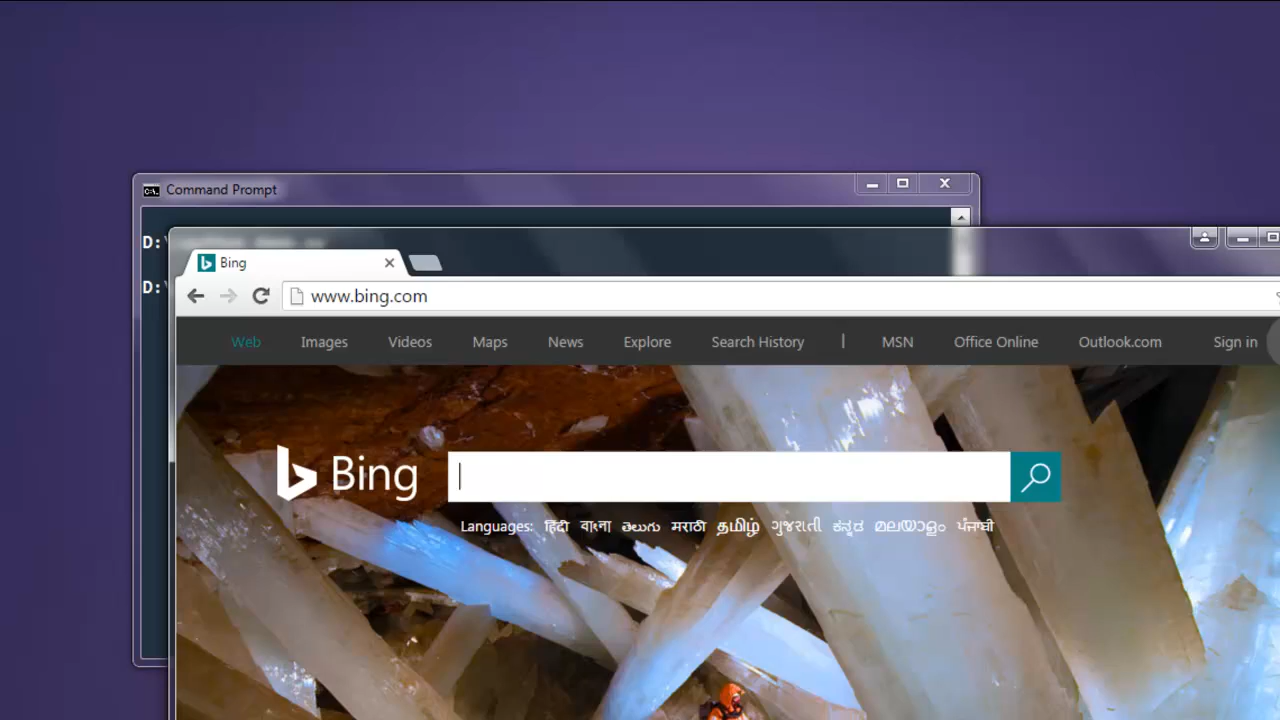 C:\.
Command Prompt
D:\
Bing
D:\
www.bing.com
Web Images Videos Maps News Explore Search History | MSN Office Online Outlook.com Sign in
Bing
Languages: हिंदी বাংলা తెలుగు मराठी தமிழ் ગુજરાતી ಕನ್ನಡ മലയാളം ਪੰਜਾਬੀ